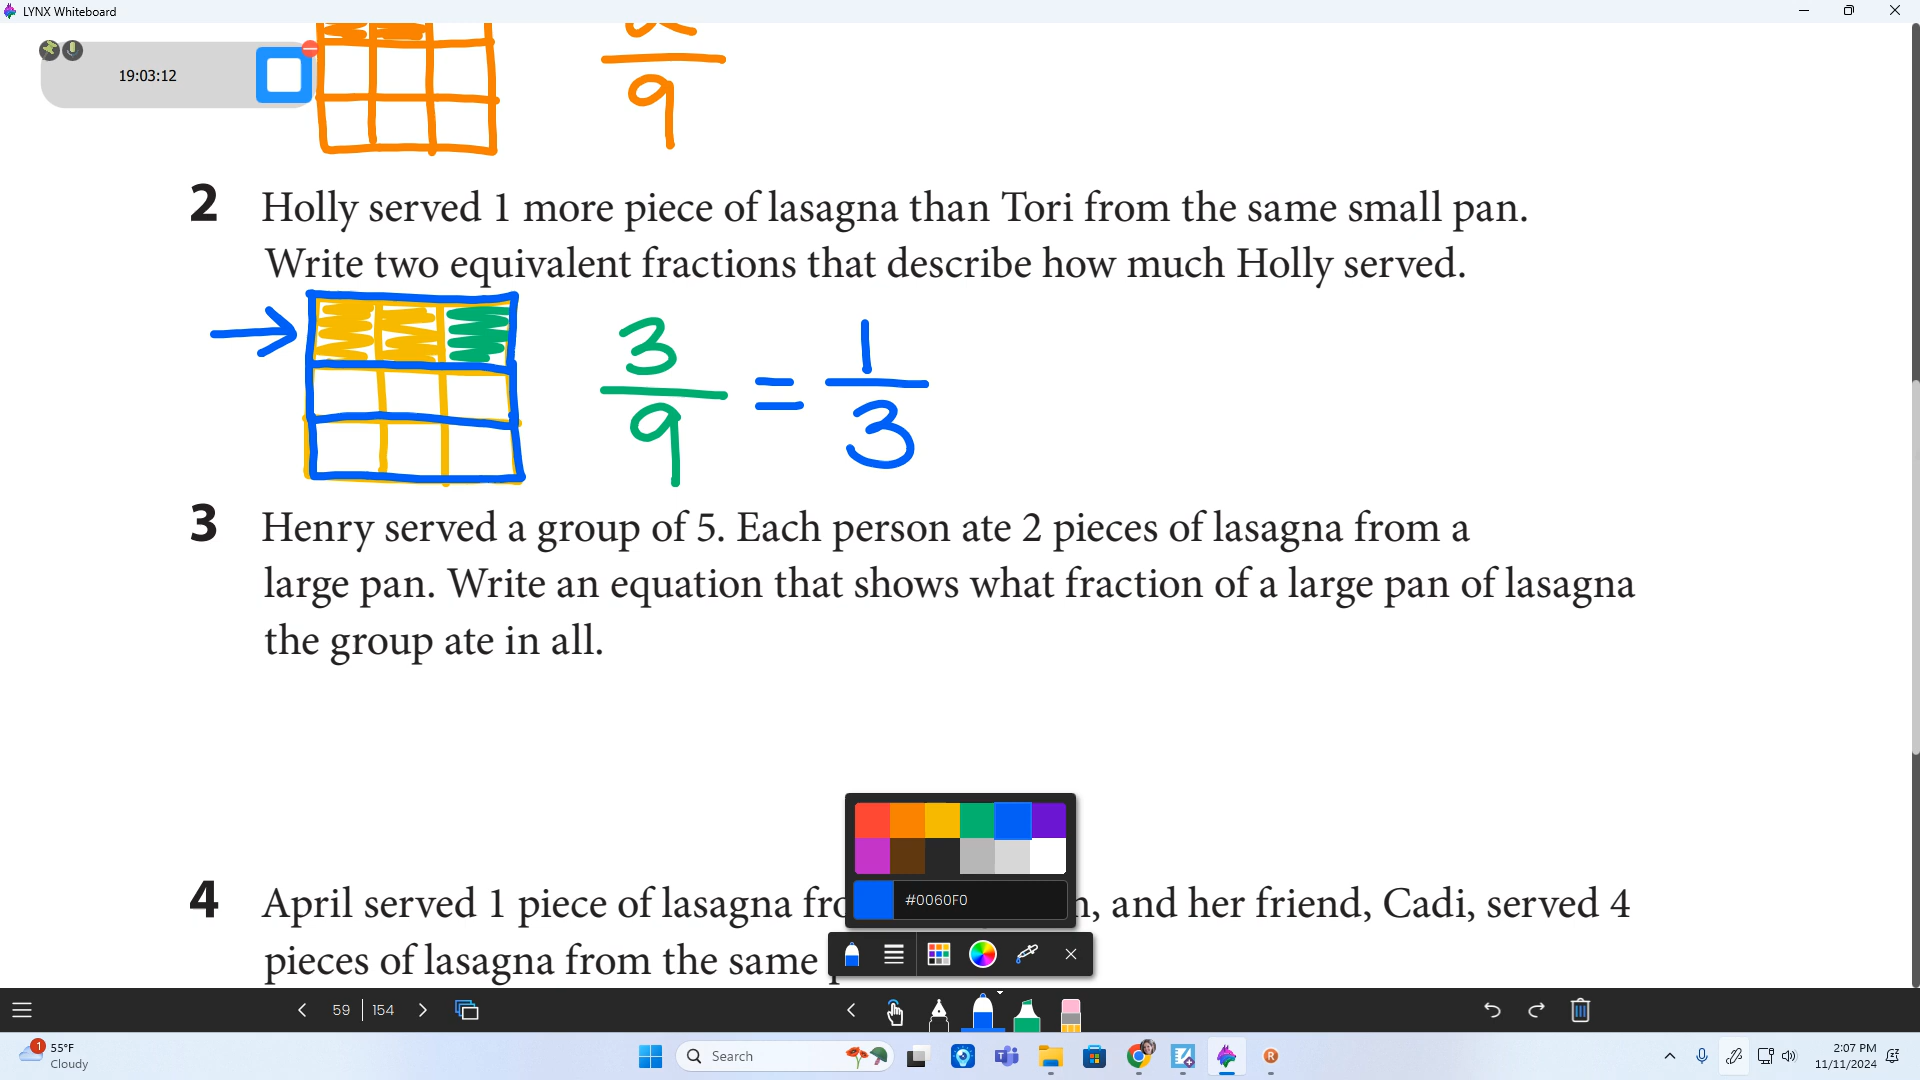 LYNX Whiteboard
19:03:12
9
2 Holly served 1 more piece of lasagna than Tori from the same small pan.
Write two equivalent fractions that describe how much Holly served.
3/9 = 1/3
3 Henry served a group of 5. Each person ate 2 pieces of lasagna from a
large pan. Write an equation that shows what fraction of a large pan of lasagna
the group ate in all.
4 April served 1 piece of lasagna , and her friend, Cadi, served 4
pieces of lasagna from the same
#0060F0
59 154
1
55°F
Cloudy
Search
R
2:07 PM
11/11/2024